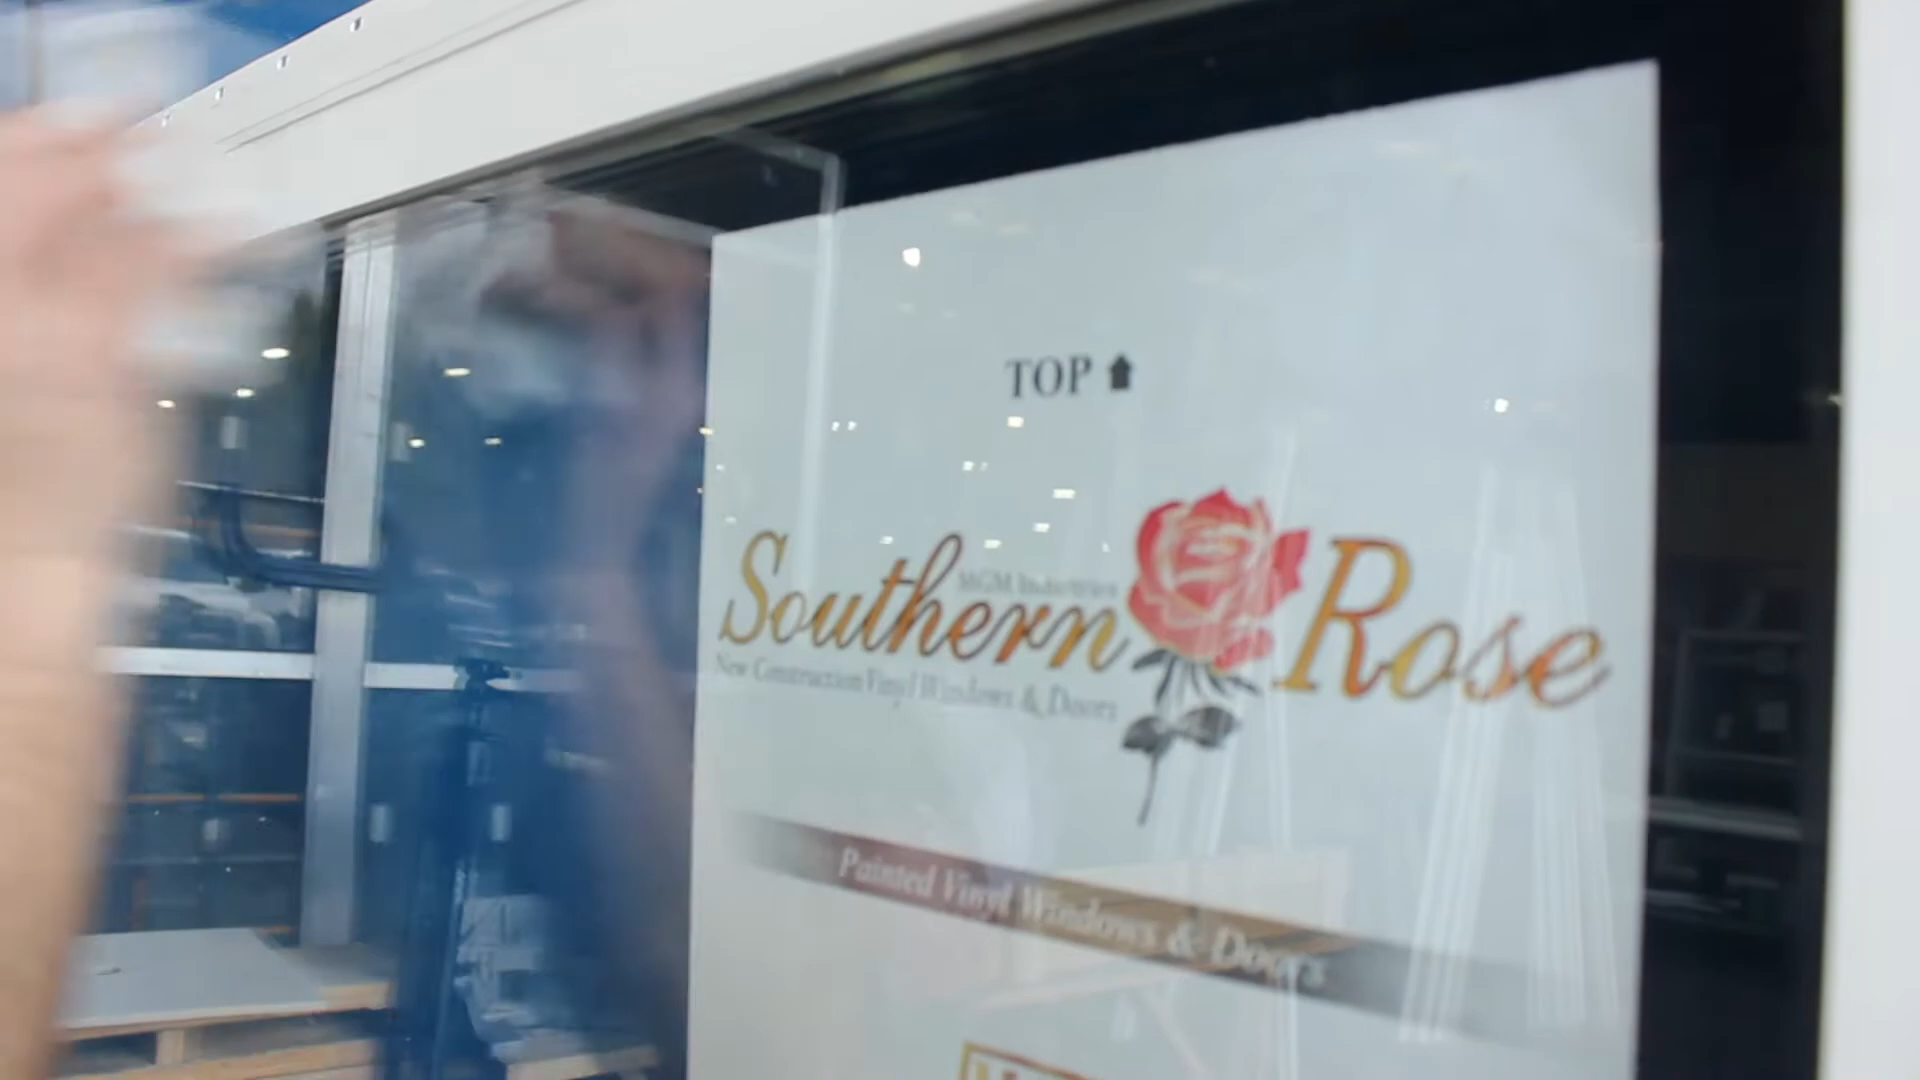 TOP
MGM Industries
Southern Rose
New Construction Vinyl Windows & Doors
Painted Vinyl Windows & Doors